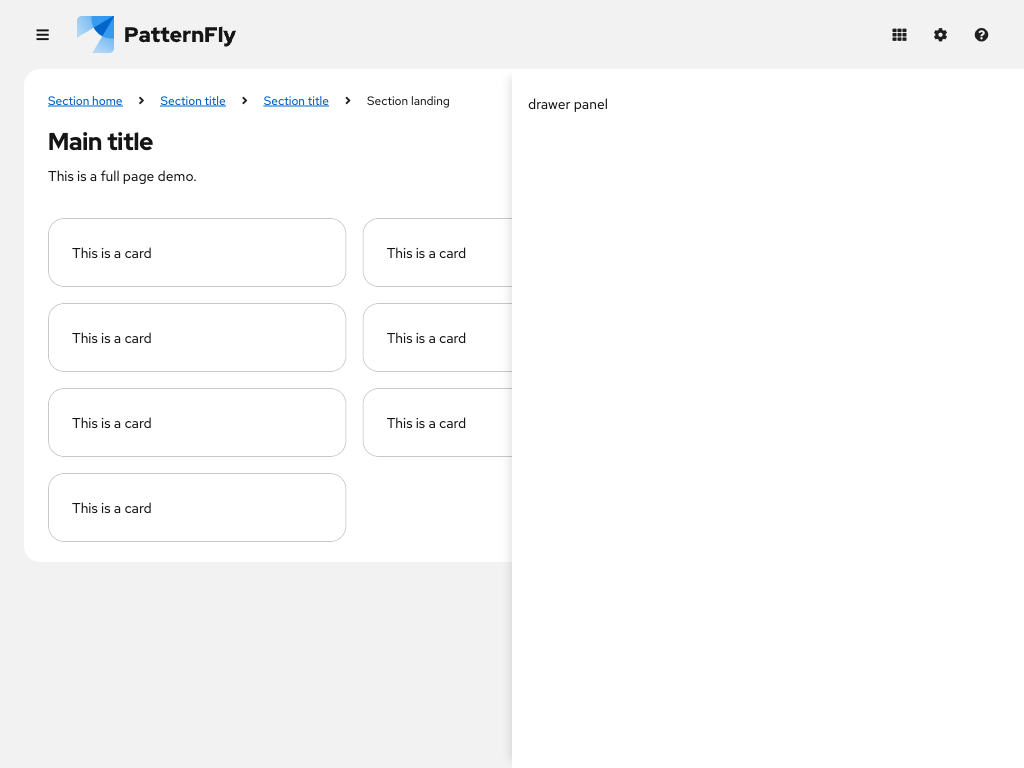 PatternFly
Section home Section title Section title Section landing
Main title
This is a full page demo.
This is a card This is a card
This is a card This is a card
This is a card This is a card
This is a card
drawer panel